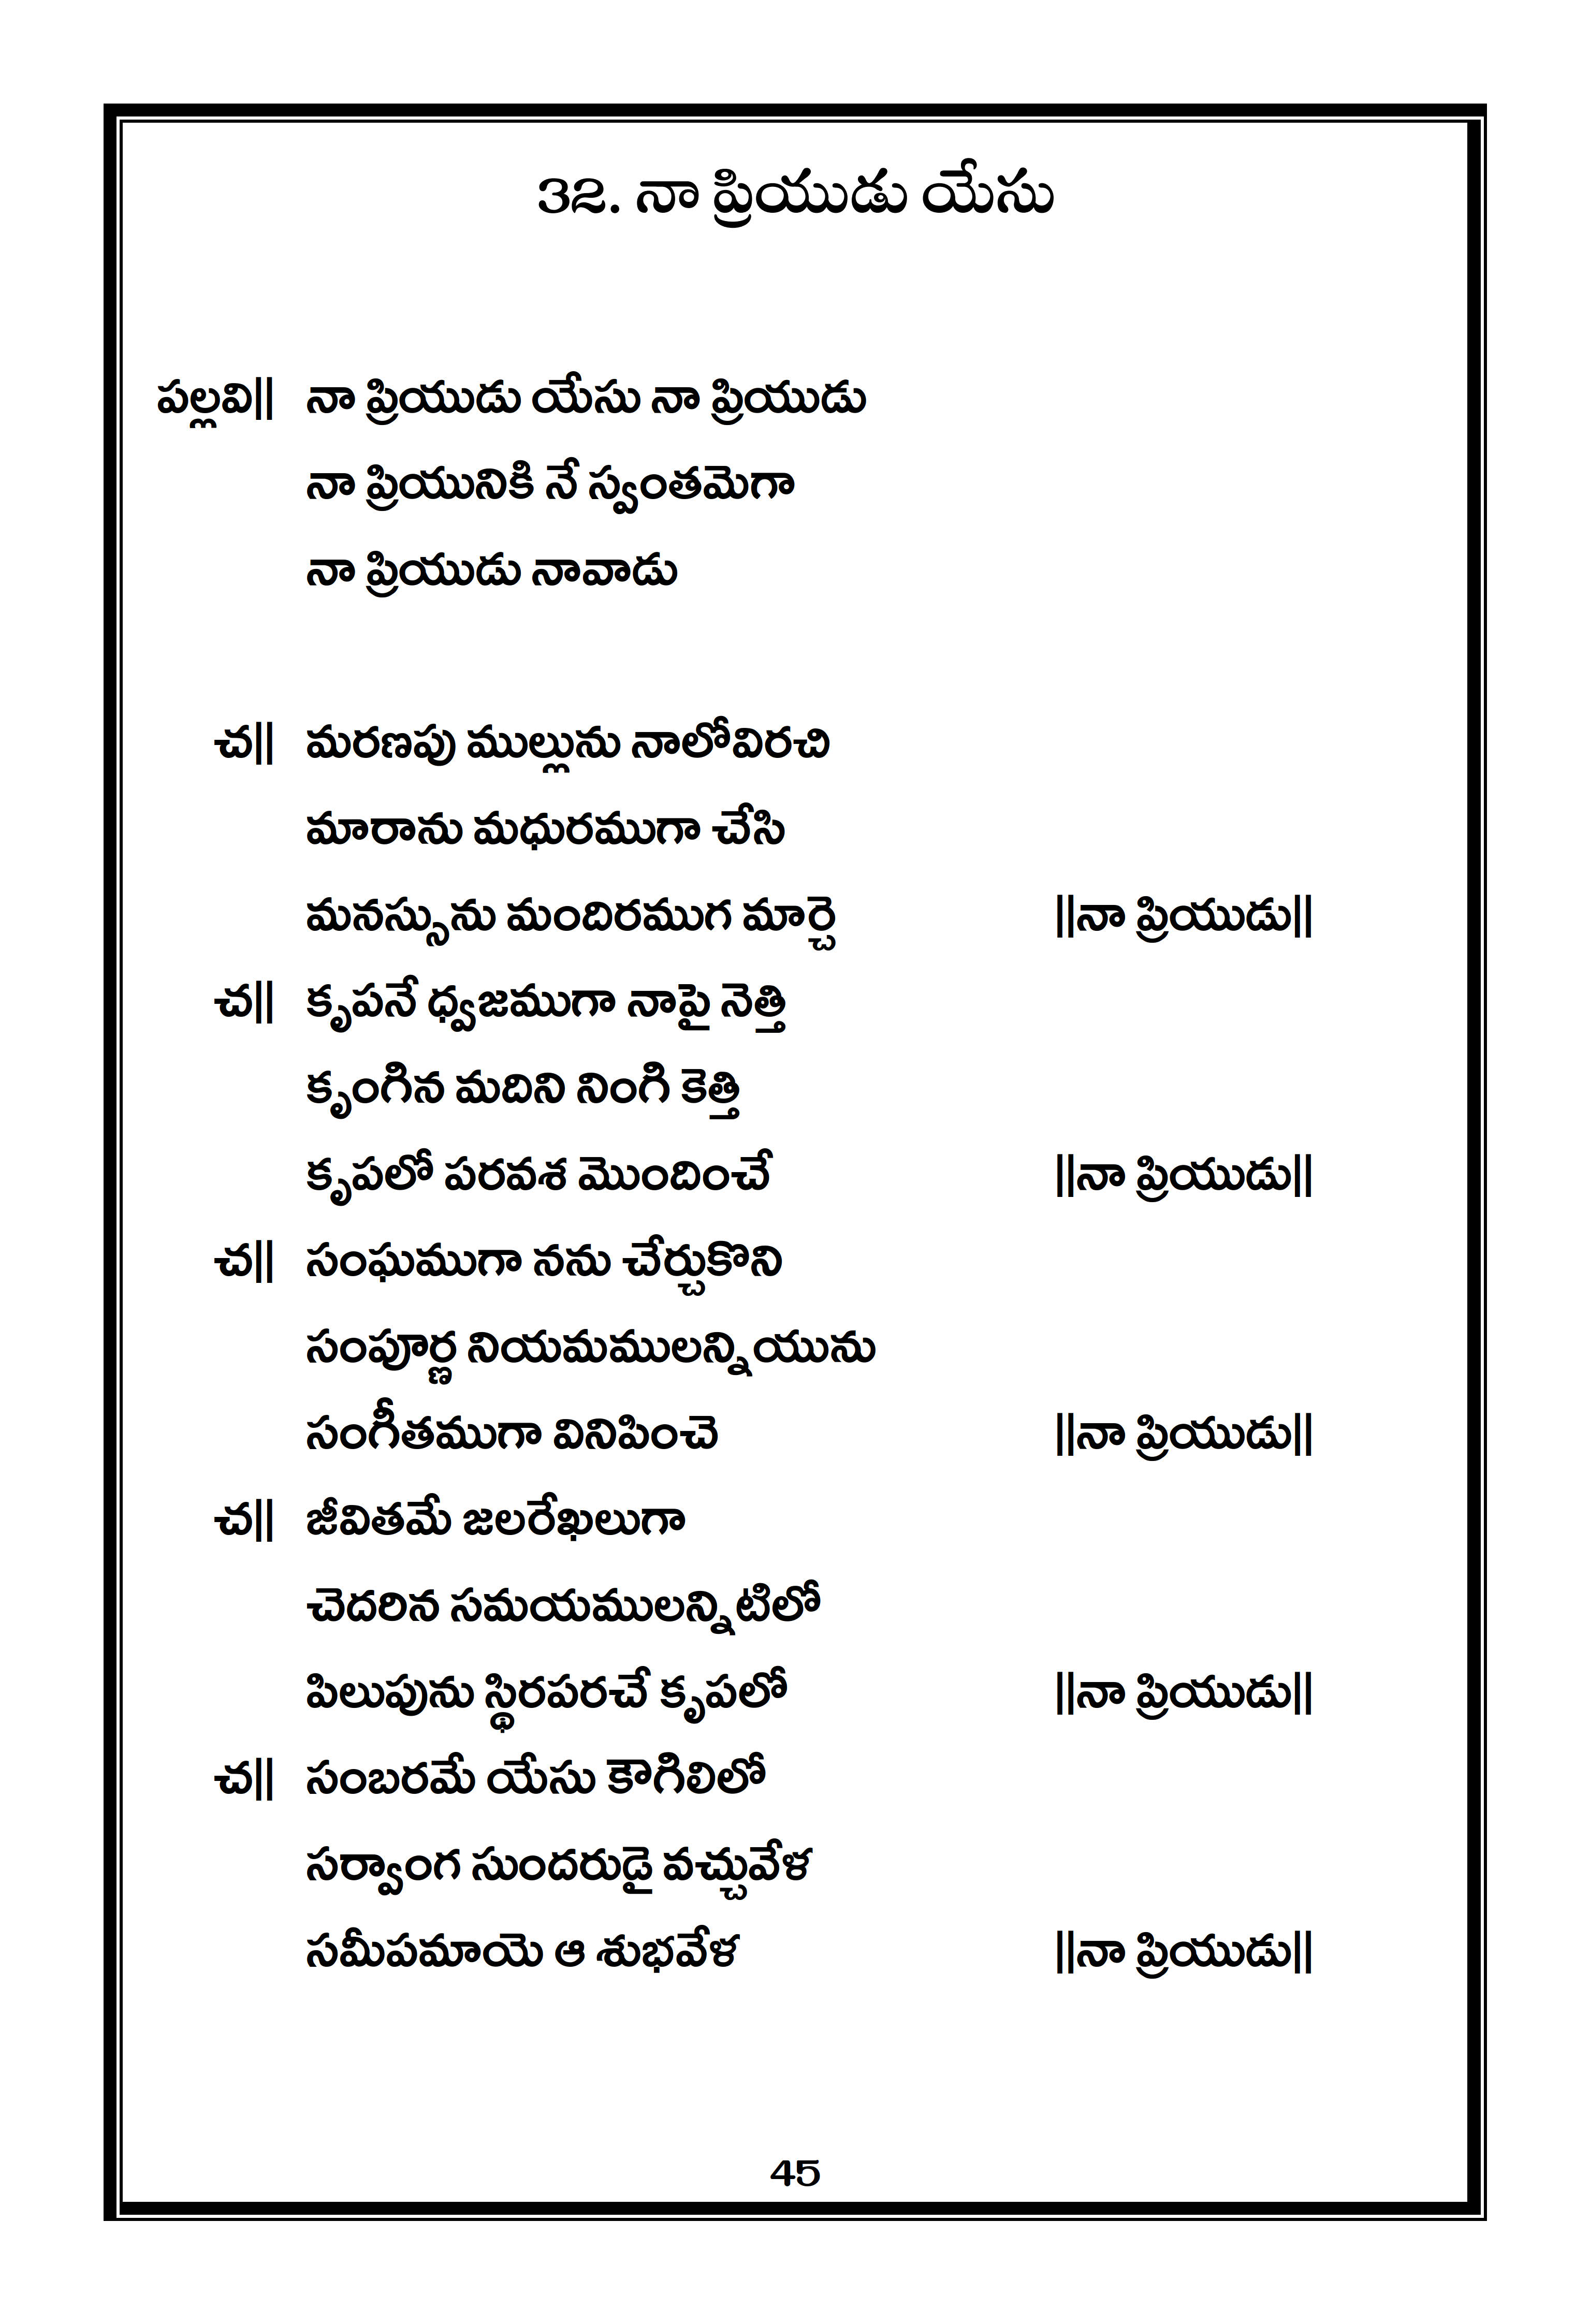 32. నా ప్రియుడు యేసు
పల్లవి|| నా ప్రియుడు యేసు నా ప్రియుడు
నా ప్రియునికి నే స్వంతమెగా
నా ప్రియుడు నావాడు
చ|| మరణపు ముల్లును నాలోవిరచి
మారాను మధురముగా చేసి
మనస్సును మందిరముగ మార్చె ||నా ప్రియుడు||
చ|| కృపనే ధ్వజముగా నాపై నెత్తి
కృంగిన మదిని నింగి కెత్తి
కృపలో పరవశ మొందించే ||నా ప్రియుడు||
చ|| సంఘముగా నను చేర్చుకొని
సంపూర్ణ నియమములన్నియును
సంగీతముగా వినిపించె ||నా ప్రియుడు||
చ|| జీవితమే జలరేఖలుగా
చెదరిన సమయములన్నిటిలో
పిలుపును స్థిరపరచే కృపలో ||నా ప్రియుడు||
చ|| సంబరమే యేసు కౌగిలిలో
సర్వాంగ సుందరుడై వచ్చువేళ
సమీపమాయె ఆ శుభవేళ ||నా ప్రియుడు||
45